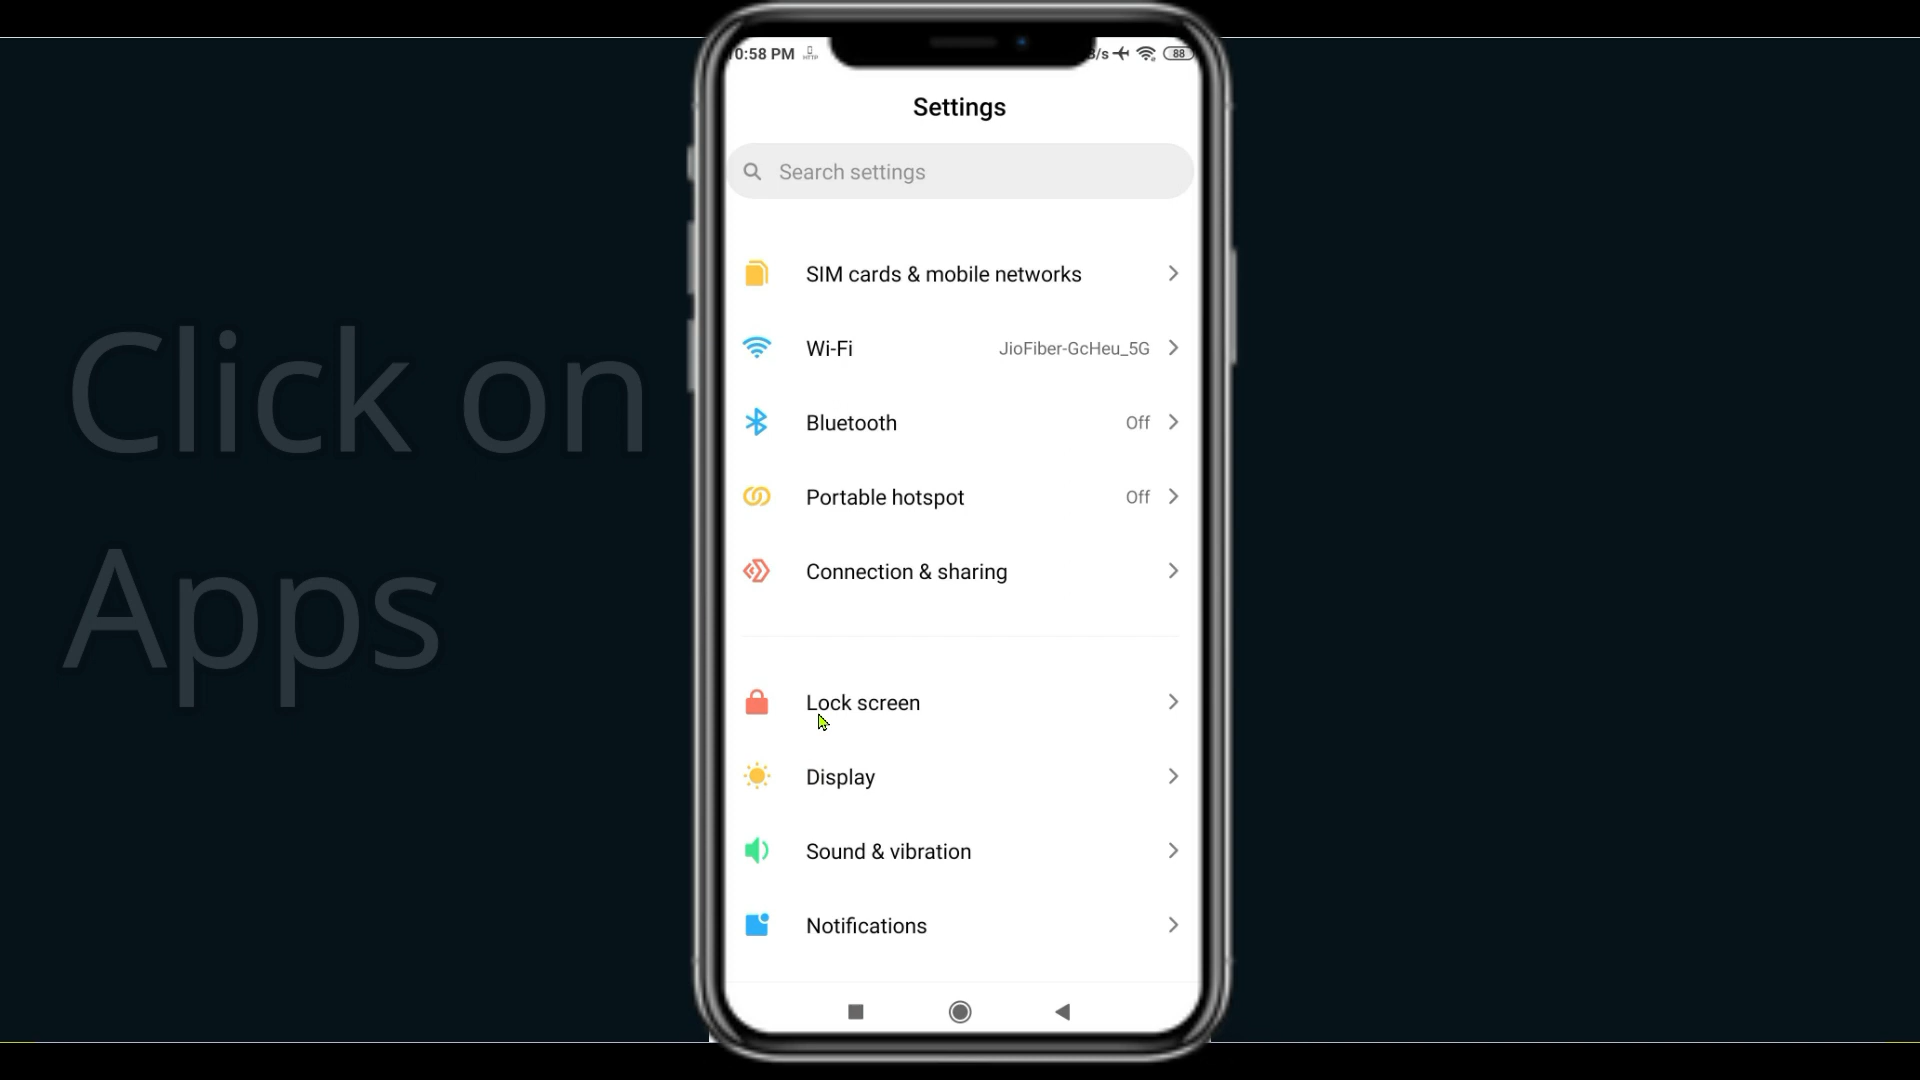 0:58 PM
/s
88
Settings
Search settings
SIM cards & mobile networks
Wi-Fi JioFiber-GcHeu_5G
Bluetooth Off
Portable hotspot Off
Connection & sharing
Click on
Apps
Lock screen
Display
Sound & vibration
Notifications